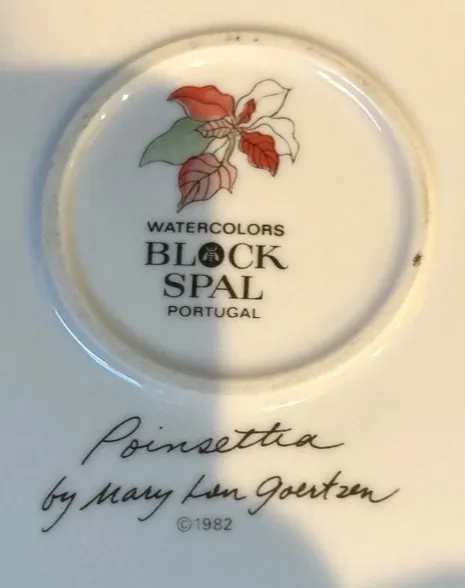 WATERCOLORS
BLOCK
SPAL
PORTUGAL
Poinsettia
by Mary Lou Goertzen
©1982